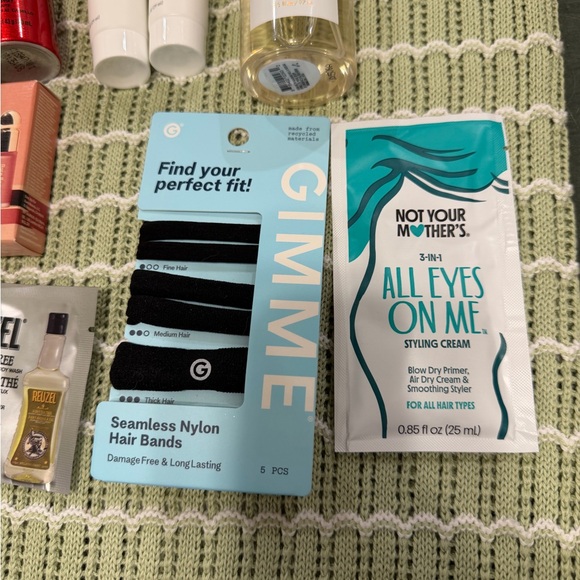 G
made from
recycled
materials
Find your
perfect fit!
GIMME
Fine Hair
Medium Hair
G
Thick Hair
Seamless Nylon
Hair Bands
Damage Free & Long Lasting
5 PCS
NOT YOUR
MOTHER'S.
3-IN-1
ALL EYES
ON ME™
STYLING CREAM
Blow Dry Primer,
Air Dry Cream &
Smoothing Styler
FOR ALL HAIR TYPES
0.85 fl oz (25 mL)
REUZEL